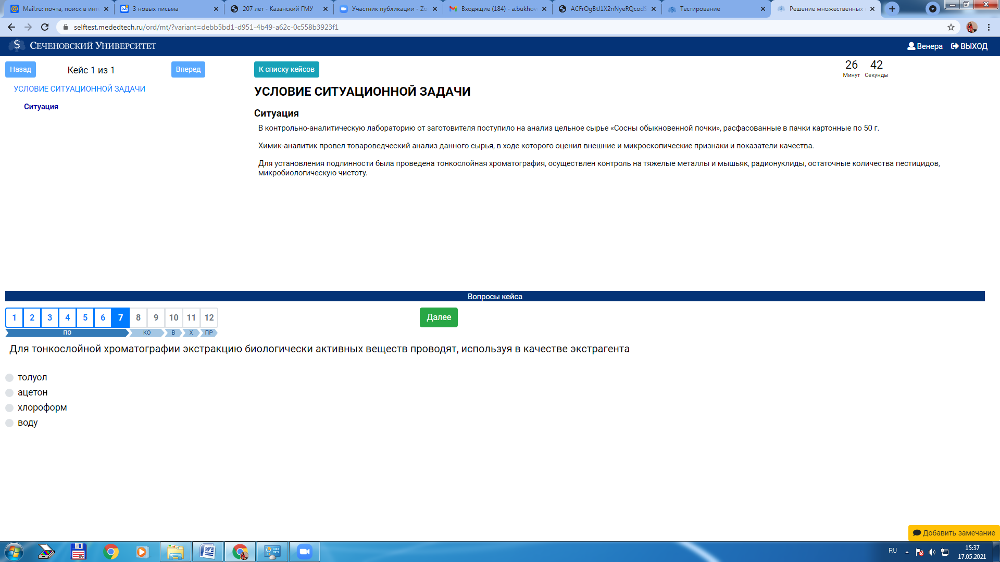 Mail.ru: почта, поиск в инт
3 новых письма
207 лет - Казанский ГМУ
Участник публикации - Zo
Входящие (184) - a.bukhov
ACFrOgBtJ1X2nNyeRQcodS
Тестирование
Решение множественных
selftest.mededtech.ru/ord/mt/?variant=debb5bd1-d951-4b49-a62c-0c558b3923f1
Сеченовский Университет
Венера
ВЫХОД
Назад
Кейс 1 из 1
Вперед
К списку кейсов
26 42
Минут Секунды
УСЛОВИЕ СИТУАЦИОННОЙ ЗАДАЧИ
Ситуация
УСЛОВИЕ СИТУАЦИОННОЙ ЗАДАЧИ
Ситуация
В контрольно-аналитическую лабораторию от заготовителя поступило на анализ цельное сырье «Сосны обыкновенной почки», расфасованные в пачки картонные по 50 г.
Химик-аналитик провел товароведческий анализ данного сырья, в ходе которого оценил внешние и микроскопические признаки и показатели качества.
Для установления подлинности была проведена тонкослойная хроматография, осуществлен контроль на тяжелые металлы и мышьяк, радионуклиды, остаточные количества пестицидов,
микробиологическую чистоту.
Вопросы кейса
1 2 3 4 5 6 7 8 9 10 11 12
ПО КО В Х ПР
Далее
Для тонкослойной хроматографии экстракцию биологически активных веществ проводят, используя в качестве экстрагента
толуол
ацетон
хлороформ
воду
Добавить замечание
RU
15:37
17.05.2021